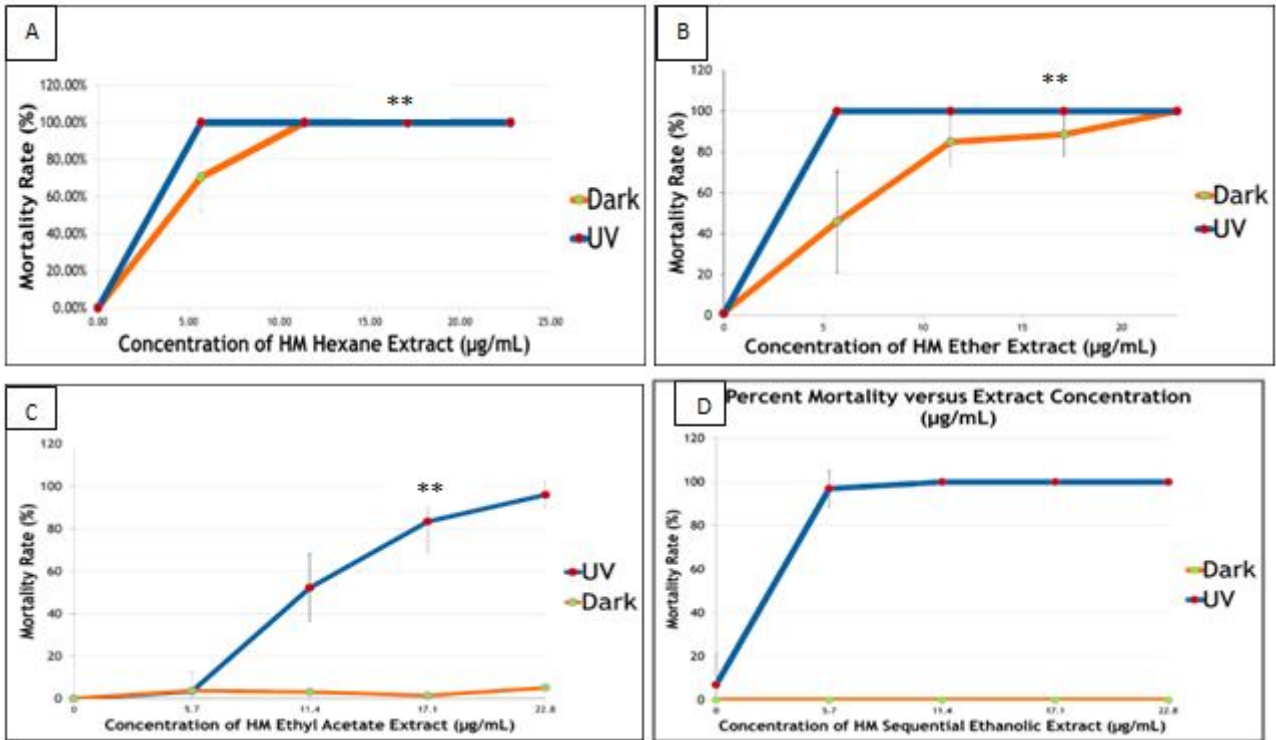 A
120.00%
100.00%
80.00%
60.00%
40.00%
20.00%
0.00%
Mortality Rate (%)
**
Dark
UV
0.00 5.00 10.00 15.00 20.00 25.00
Concentration of HM Hexane Extract (µg/mL)
B
120
100
80
60
40
20
0
Mortality Rate (%)
**
Dark
UV
0 5 10 15 20
Concentration of HM Ether Extract (µg/mL)
C
120
100
80
60
40
20
0
Mortality Rate (%)
**
UV
Dark
0 5.7 11.4 17.1 22.8
Concentration of HM Ethyl Acetate Extract (µg/mL)
D
Percent Mortality versus Extract Concentration
(µg/mL)
120
100
80
60
40
20
0
Mortality Rate (%)
Dark
UV
0 5.7 11.4 17.1 22.8
Concentration of HM Sequential Ethanolic Extract (µg/mL)